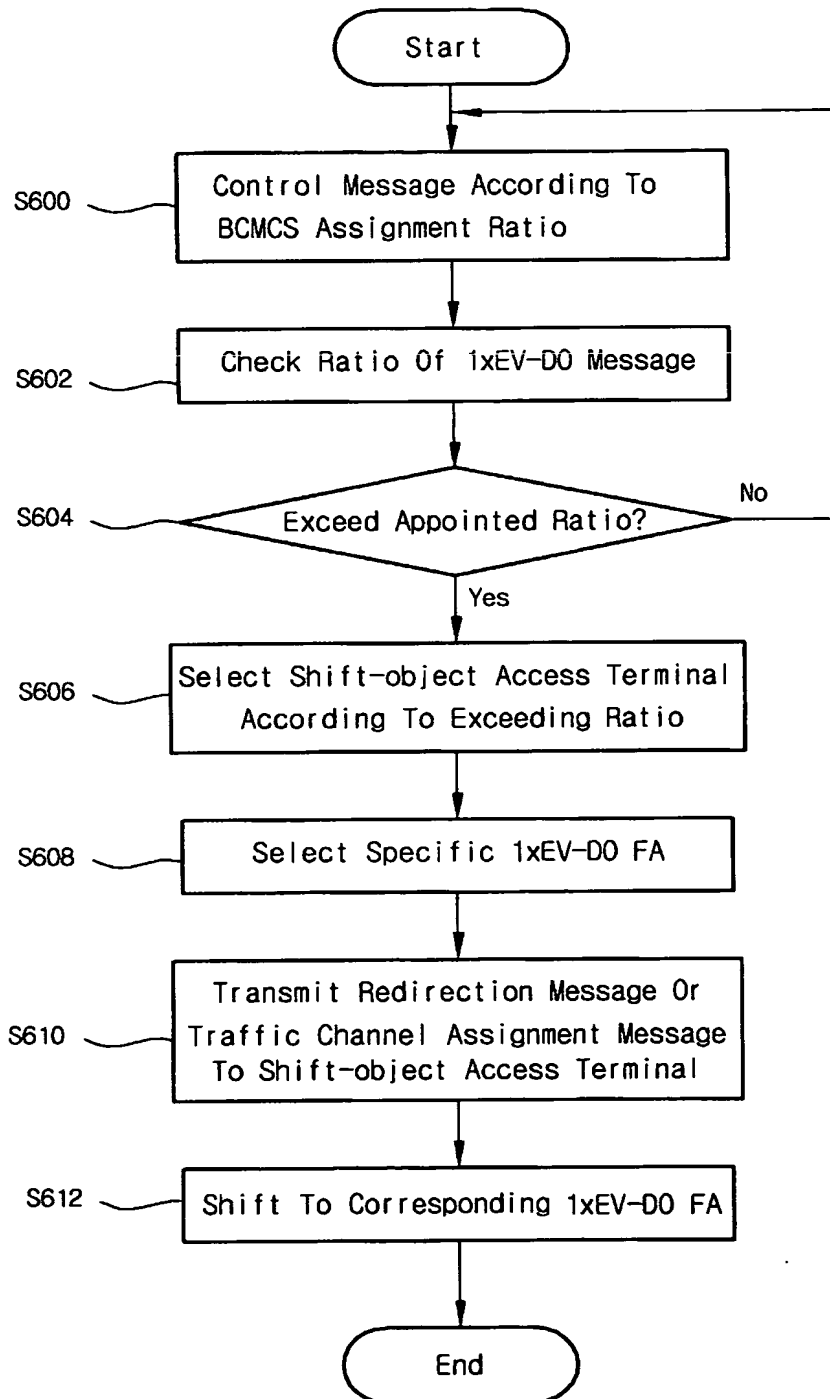 Start
S600
Control Message According To
BCMCS Assignment Ratio
S602
Check Ratio Of 1xEV-DO Message
S604
Exceed Appointed Ratio?
No
Yes
S606
Select Shift-object Access Terminal
According To Exceeding Ratio
S608
Select Specific 1xEV-DO FA
S610
Transmit Redirection Message Or
Traffic Channel Assignment Message
To Shift-object Access Terminal
S612
Shift To Corresponding 1xEV-DO FA
End